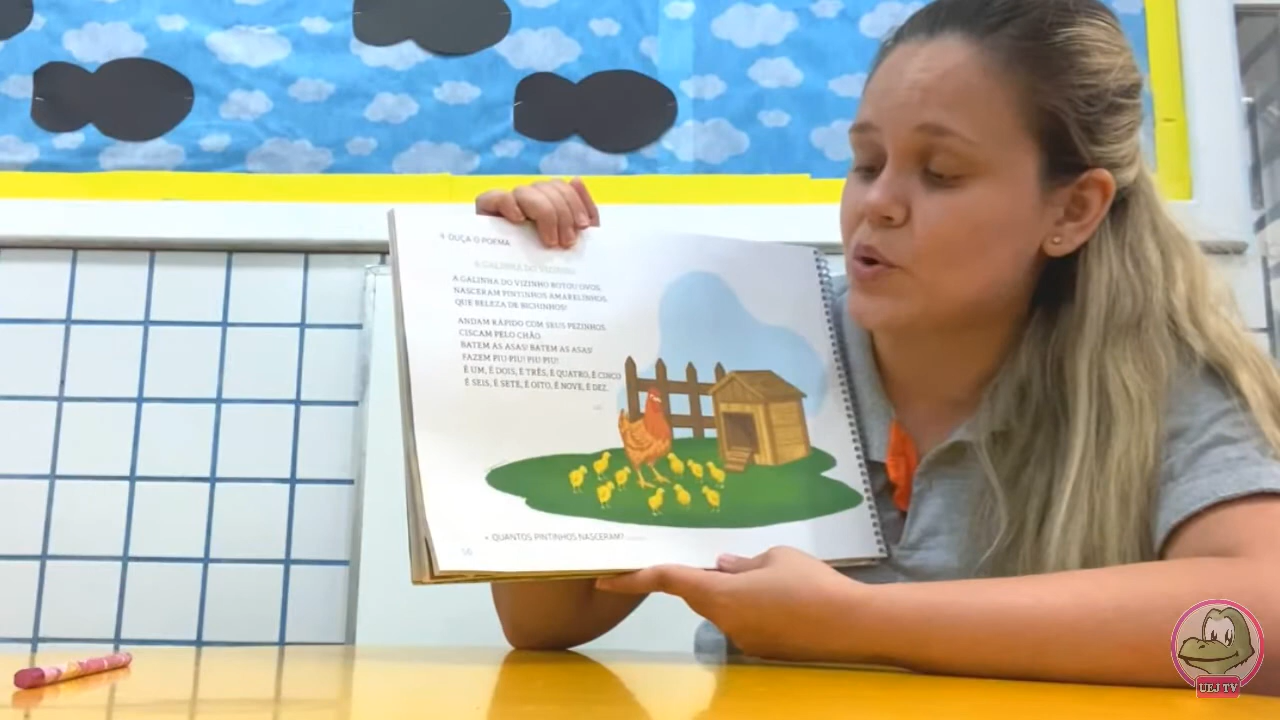 4 OUÇA O POEMA.
A GALINHA DO VIZINHO
A GALINHA DO VIZINHO BOTOU OVOS,
NASCERAM PINTINHOS AMARELINHOS,
QUE BELEZA DE BICHINHOS!
ANDAM RÁPIDO COM SEUS PEZINHOS
CISCAM PELO CHÃO
BATEM AS ASAS! BATEM AS ASAS!
FAZEM PIU PIU! PIU PIU!
É UM, É DOIS, É TRÊS, É QUATRO, É CINCO
É SEIS, É SETE, É OITO, É NOVE, É DEZ.
• QUANTOS PINTINHOS NASCERAM?
56
UEJ TV